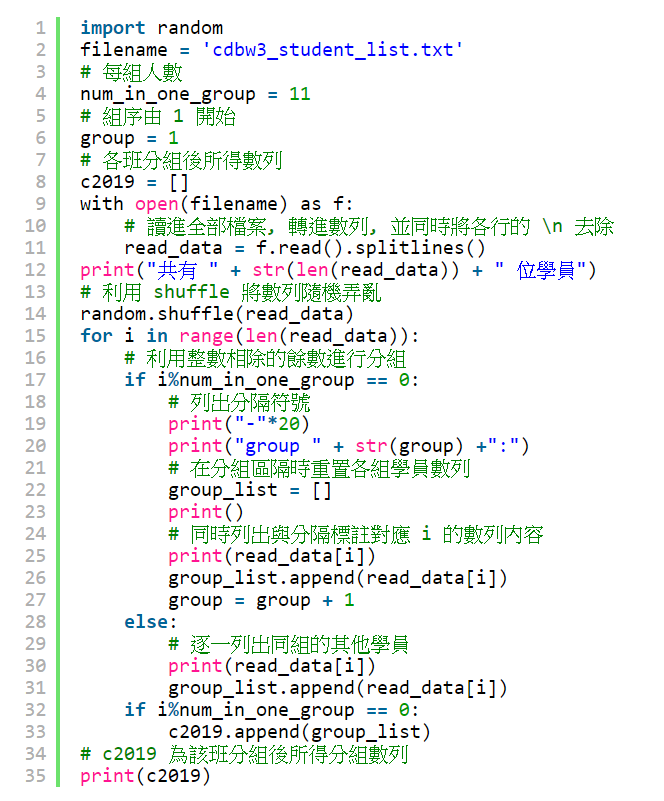 1 import random
2 filename = 'cdbw3_student_list.txt'
3 # 每組人數
4 num_in_one_group = 11
5 # 組序由 1 開始
6 group = 1
7 # 各班分組後所得數列
8 c2019 = []
9 with open(filename) as f:
10     # 讀進全部檔案, 轉進數列, 並同時將各行的 \n 去除
11     read_data = f.read().splitlines()
12 print("共有 " + str(len(read_data)) + " 位學員")
13 # 利用 shuffle 將數列隨機弄亂
14 random.shuffle(read_data)
15 for i in range(len(read_data)):
16     # 利用整數相除的餘數進行分組
17     if i%num_in_one_group == 0:
18         # 列出分隔符號
19         print("-"*20)
20         print("group " + str(group) +":")
21         # 在分組區隔時重置各組學員數列
22         group_list = []
23         print()
24         # 同時列出與分隔標註對應 i 的數列內容
25         print(read_data[i])
26         group_list.append(read_data[i])
27         group = group + 1
28     else:
29         # 逐一列出同組的其他學員
30         print(read_data[i])
31         group_list.append(read_data[i])
32     if i%num_in_one_group == 0:
33         c2019.append(group_list)
34 # c2019 為該班分組後所得分組數列
35 print(c2019)